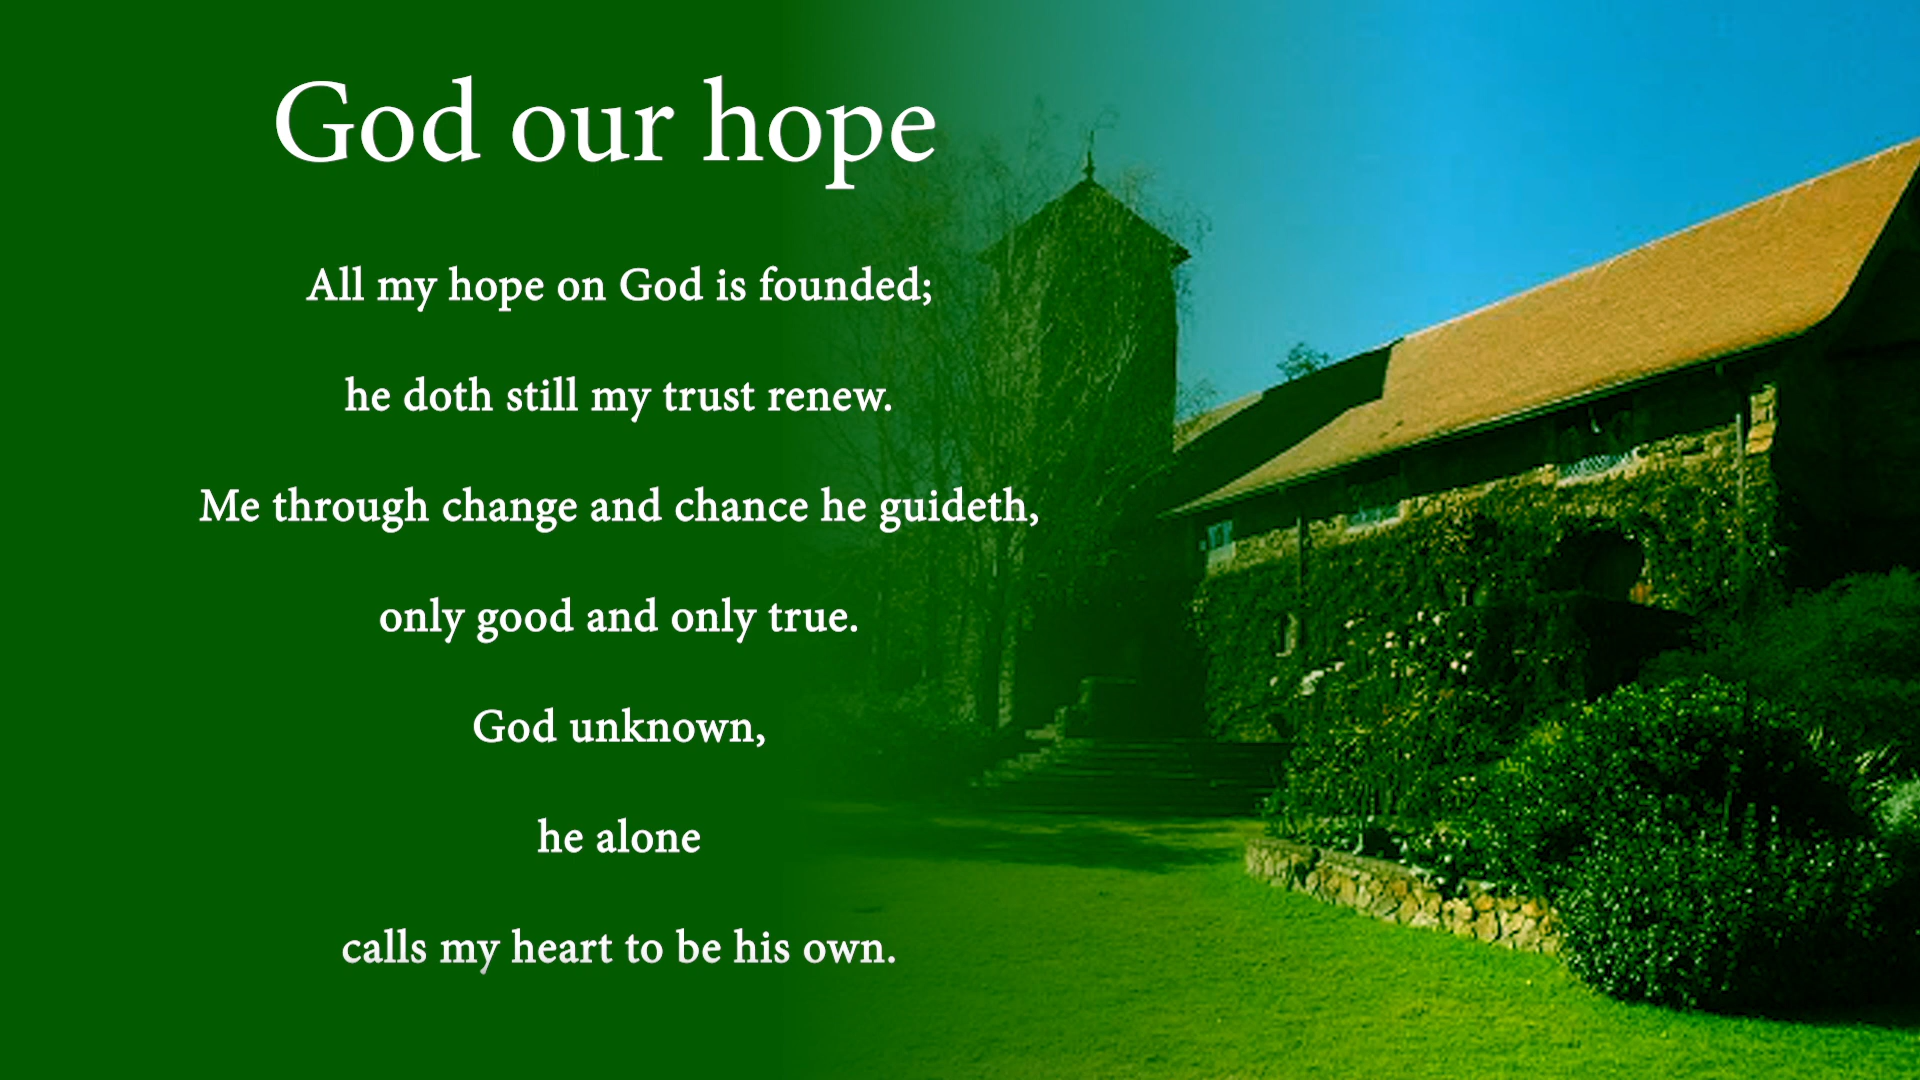 God our hope
All my hope on God is founded;
he doth still my trust renew.
Me through change and chance he guideth,
only good and only true.
God unknown,
he alone
calls my heart to be his own.